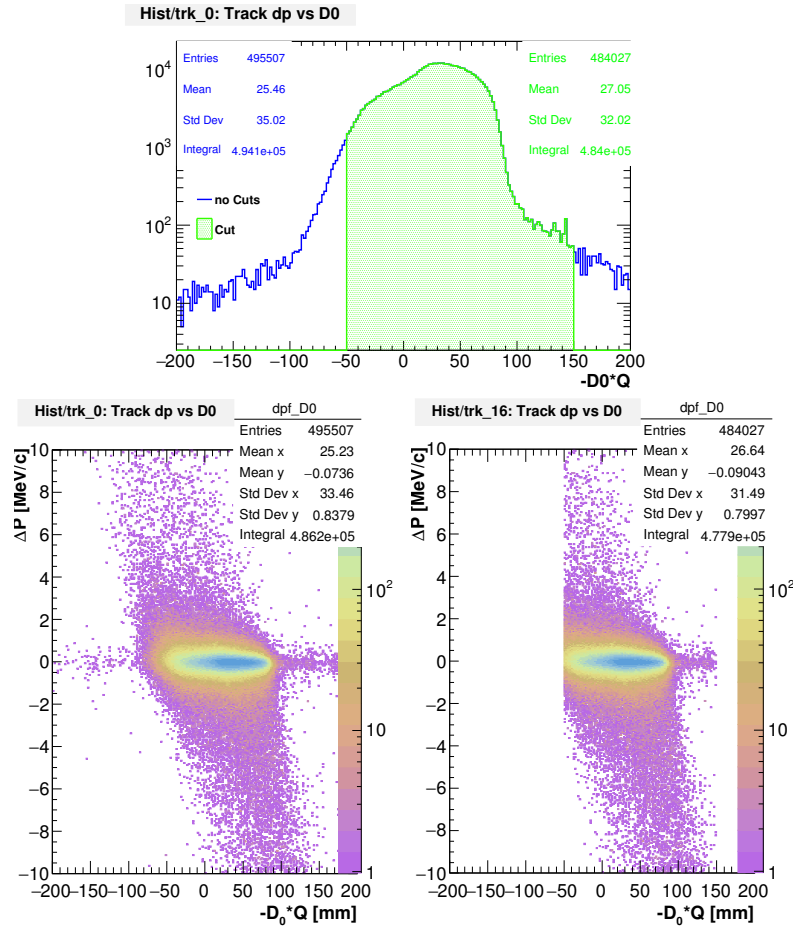 Hist/trk_0: Track dp vs D0
Entries 495507
Mean 25.46
Std Dev 35.02
Integral 4.941e+05
Entries 484027
Mean 27.05
Std Dev 32.02
Integral 4.84e+05
no Cuts
Cut
10^4
10^3
10^2
10
−200 −150 −100 −50 0 50 100 150 200
-D0*Q
Hist/trk_0: Track dp vs D0
dpf_D0
Entries 495507
Mean x 25.23
Mean y −0.0736
Std Dev x 33.46
Std Dev y 0.8379
Integral 4.862e+05
ΔP [MeV/c]
10
8
6
4
2
0
−2
−4
−6
−8
−10
10^2
10
1
−200−150−100−50 0 50 100 150 200
-D_0*Q [mm]
Hist/trk_16: Track dp vs D0
dpf_D0
Entries 484027
Mean x 26.64
Mean y −0.09043
Std Dev x 31.49
Std Dev y 0.7997
Integral 4.779e+05
ΔP [MeV/c]
10
8
6
4
2
0
−2
−4
−6
−8
−10
10^2
10
1
−200−150−100−50 0 50 100 150 200
-D_0*Q [mm]